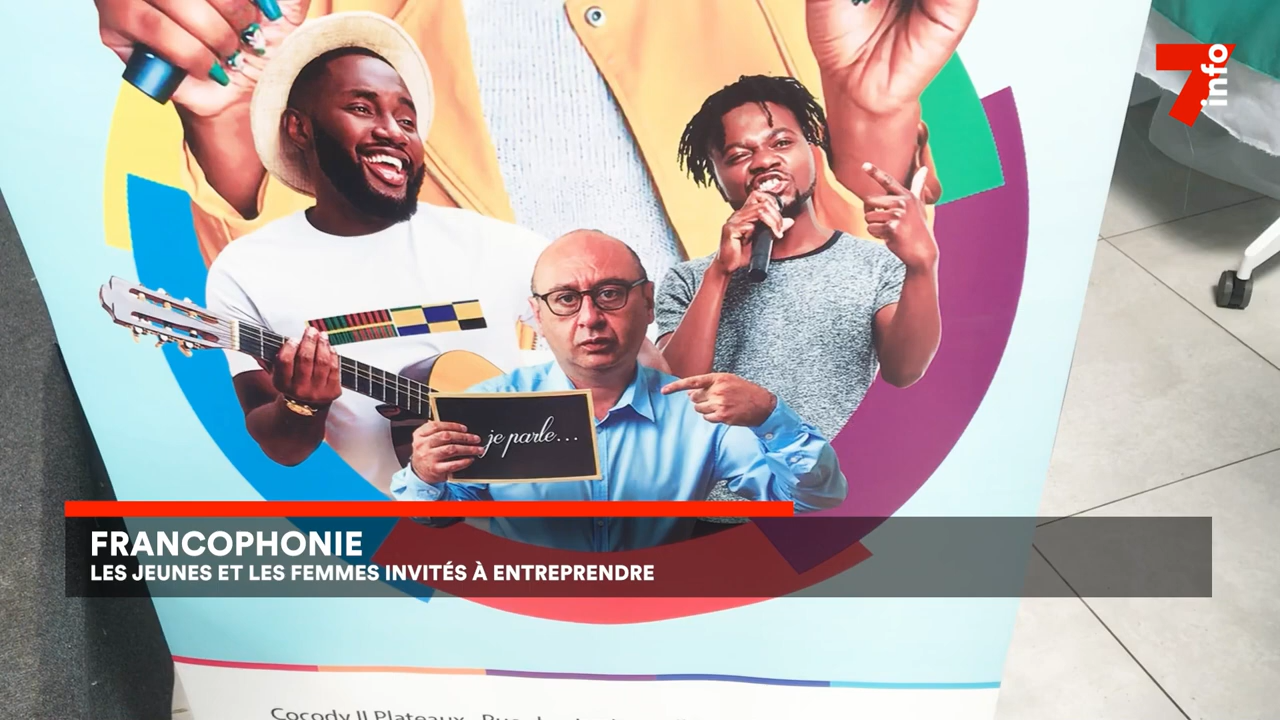 7info
je parle...
FRANCOPHONIE
LES JEUNES ET LES FEMMES INVITÉS À ENTREPRENDRE
Cocody II Plateaux